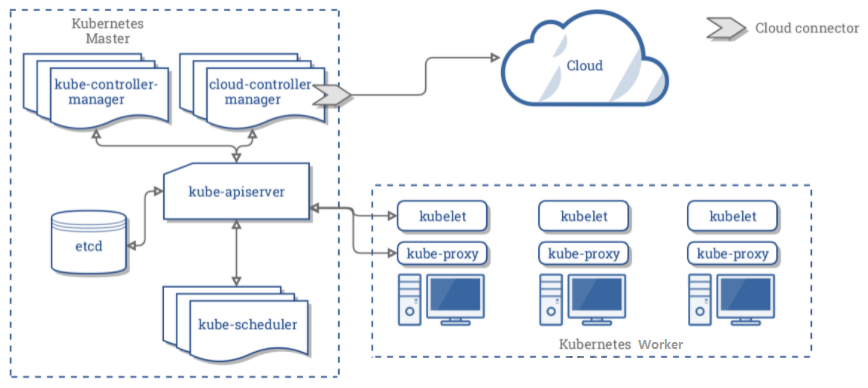 Kubernetes
Master
kube-controller-
manager
cloud-controller
manager
Cloud
Cloud connector
kube-apiserver
etcd
kube-scheduler
kubelet
kubelet
kubelet
kube-proxy
kube-proxy
kube-proxy
Kubernetes Worker